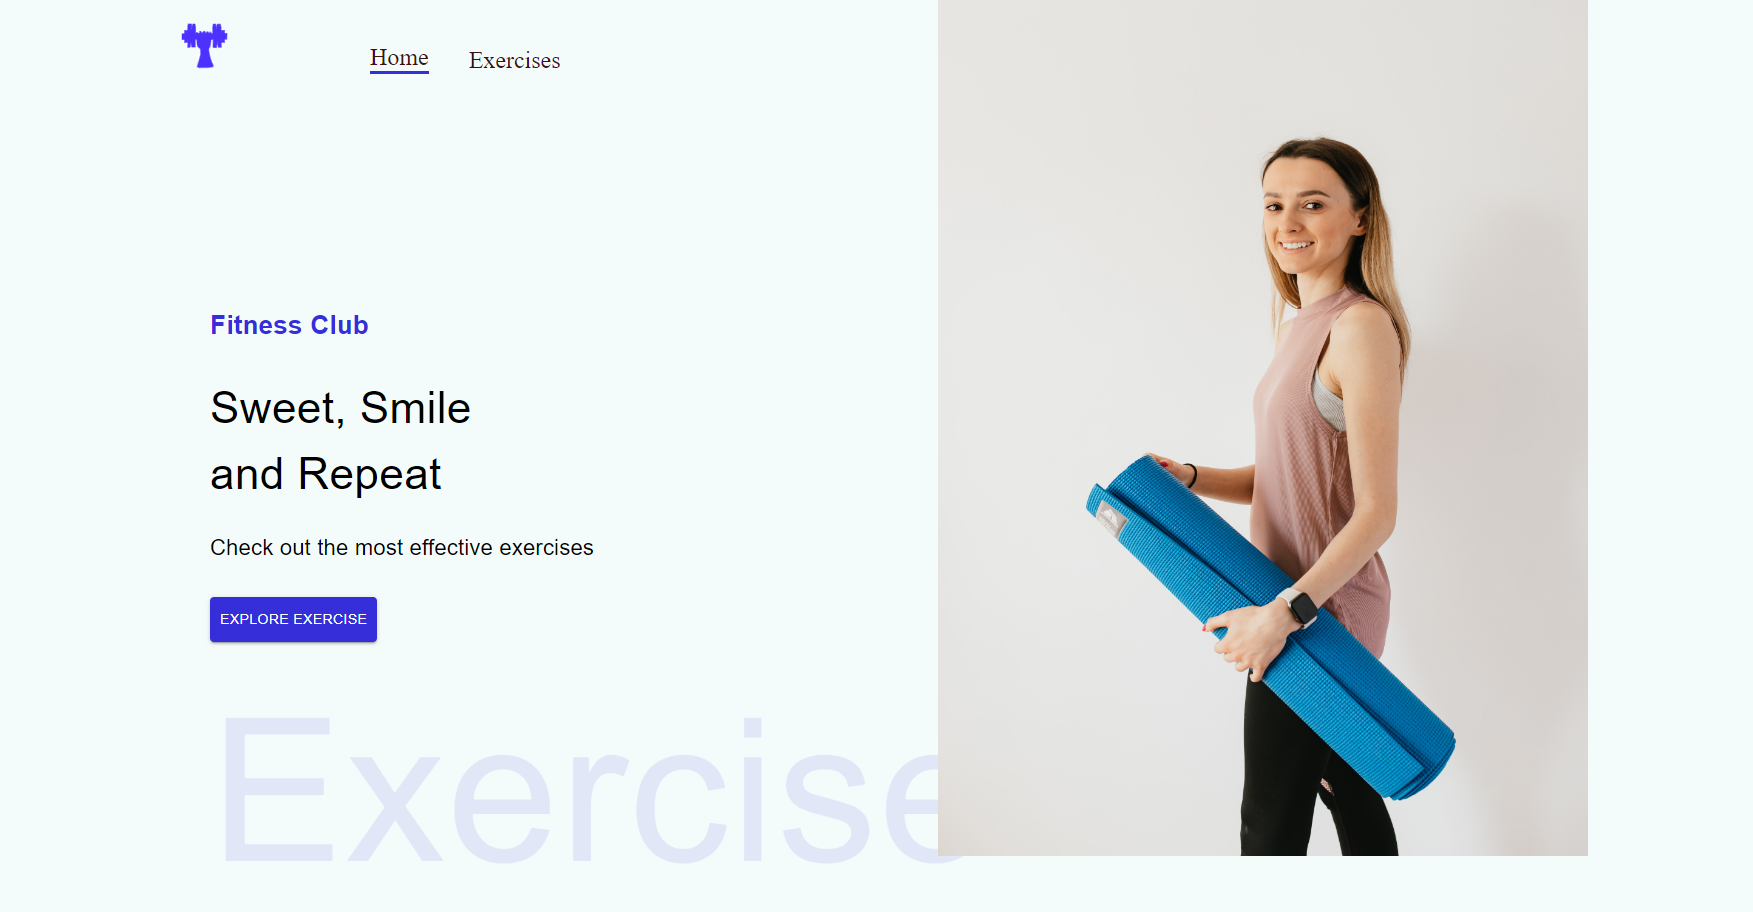 Home
Exercises
Fitness Club
Sweet, Smile
and Repeat
Check out the most effective exercises
EXPLORE EXERCISE
Exercise